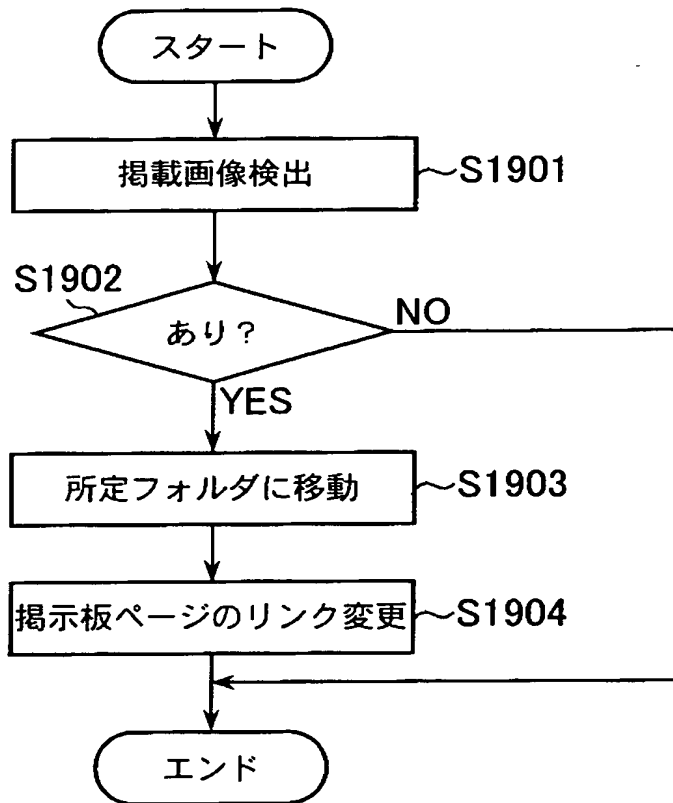 スタート
掲載画像検出
S1901
S1902
あり?
NO
YES
所定フォルダに移動
S1903
掲示板ページのリンク変更
S1904
エンド